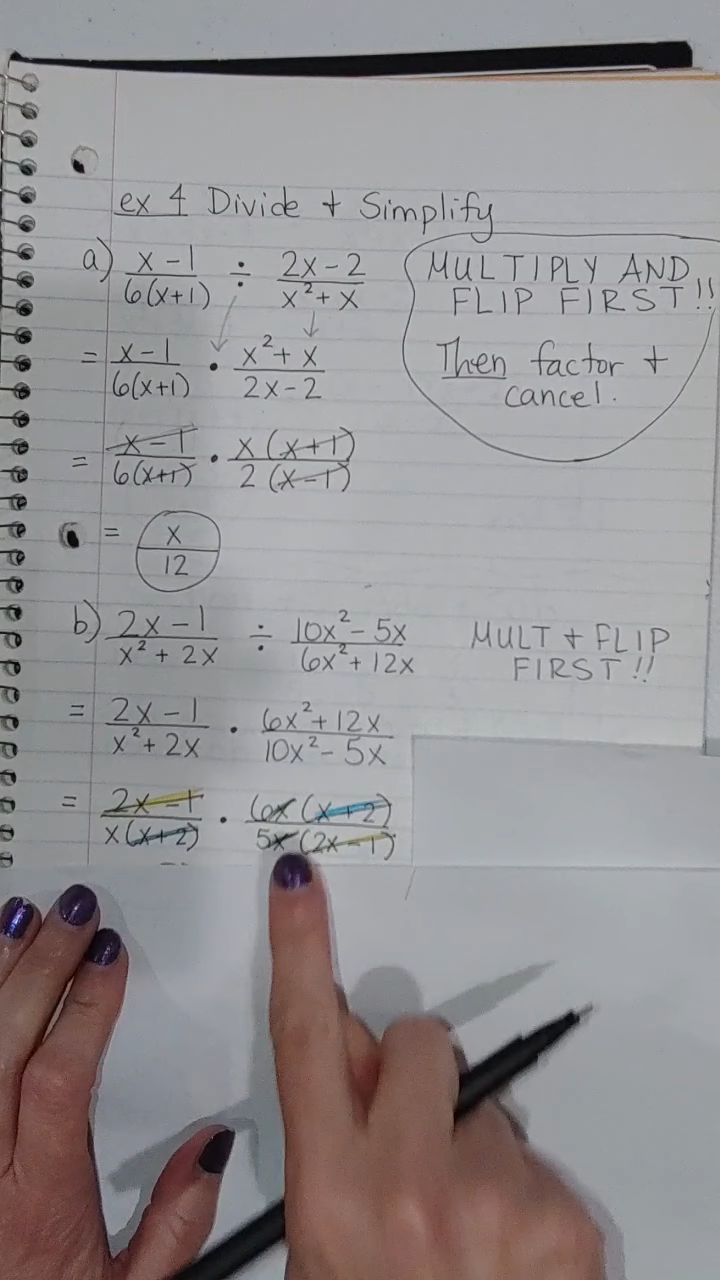 ex 4 Divide + Simplify
a) x-1/6(x+1) ÷ 2x-2/x²+x
MULTIPLY AND
FLIP FIRST!!
Then factor +
cancel.
= x-1/6(x+1) • x²+x/2x-2
= x-1/6(x+1) • x(x+1)/2(x-1)
= x/12
b) 2x-1/x²+2x ÷ 10x²-5x/6x²+12x
MULT + FLIP
FIRST!!
= 2x-1/x²+2x • 6x²+12x/10x²-5x
= 2x-1/x(x+2) • 6x(x+2)/5x(2x-1)